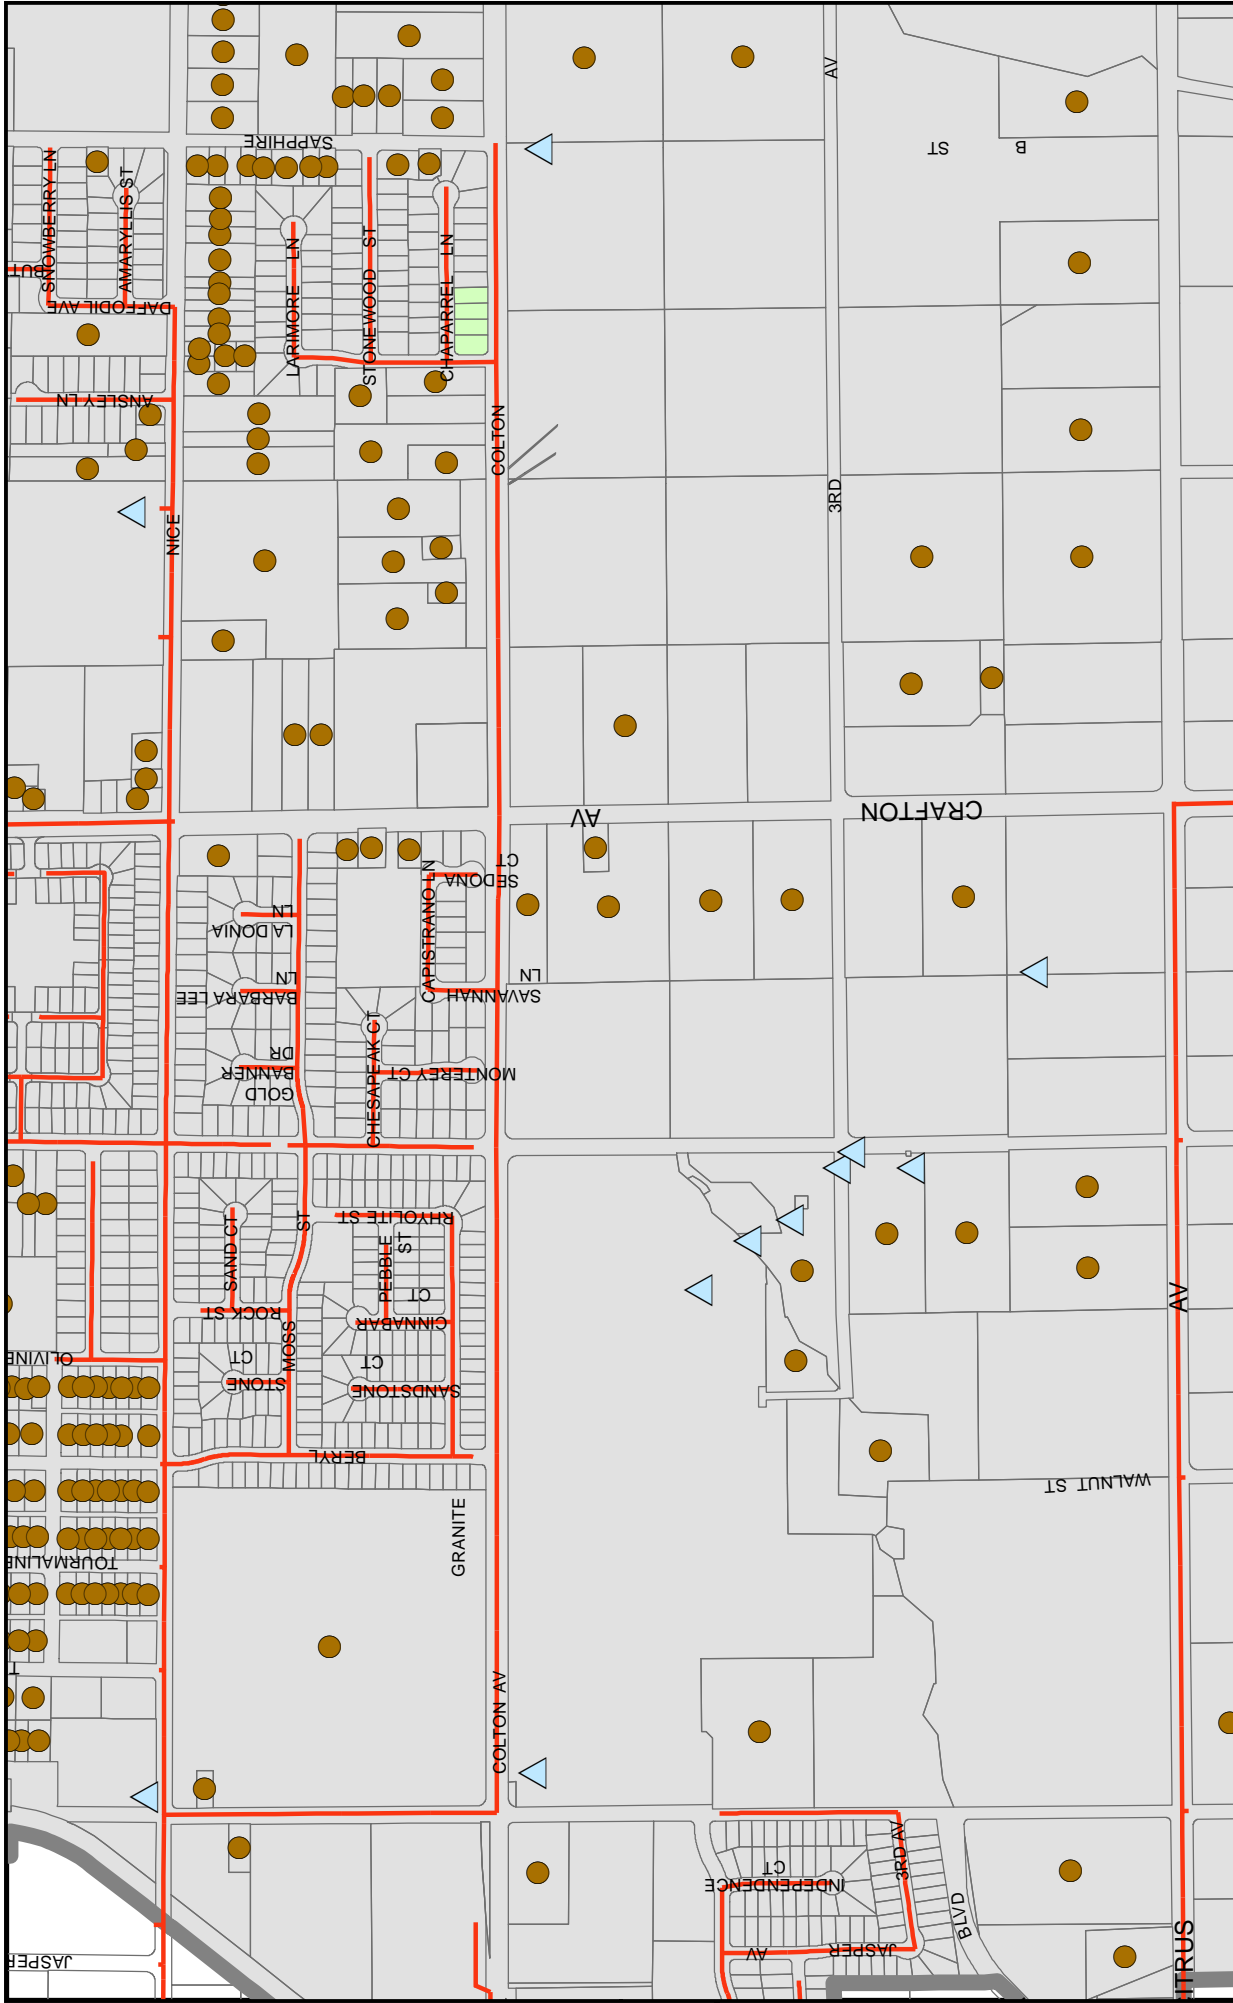 AV
SAPPHIRE
ST
B
SNOWBERRY LN
AMARYLLIS ST
BUT
LARIMORE LN
STONEWOOD ST
CHAPARREL LN
DAFFODIL AVE
ANSLEY LN
COLTON
3RD
NICE
AV
CRAFTON
SEDONA
CT
CAPISTRANO LN
LA DONIA
LN
BARBARA LEE
LN
SAVANNAH
LN
CHESAPEAK CT
GOLD
BANNER
DR
MONTEREY CT
SAND CT
ST
RHYOLITE ST
PEBBLE
ST
ROCK ST
CINNABAR
CT
AV
MOSS
OLIVINE
STONE
CT
SANDSTONE
CT
BERYL
WALNUT ST
GRANITE
TOURMALINE
T
COLTON AV
3RD AV
INDEPENDENCE
CT
BLVD
JASPER
AV
JASPER
ITRUS